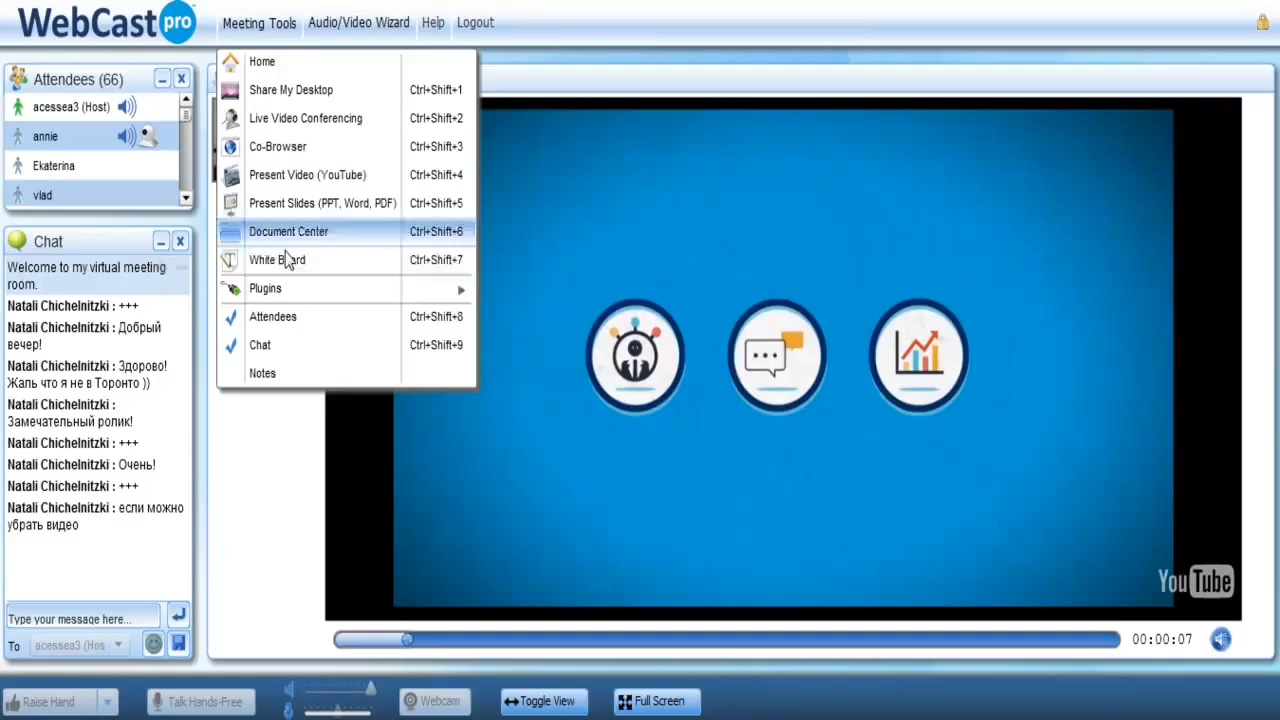 WebCast pro
Meeting Tools
Audio/Video Wizard
Help
Logout
Attendees (66)
acessea3 (Host)
annie
Ekaterina
vlad
Home
Share My Desktop Ctrl+Shift+1
Live Video Conferencing Ctrl+Shift+2
Co-Browser Ctrl+Shift+3
Present Video (YouTube) Ctrl+Shift+4
Present Slides (PPT, Word, PDF) Ctrl+Shift+5
Document Center Ctrl+Shift+6
White Board Ctrl+Shift+7
Plugins
Attendees Ctrl+Shift+8
Chat Ctrl+Shift+9
Notes
Chat
Welcome to my virtual meeting
room.
Natali Chichelnitzki : +++
Natali Chichelnitzki : Добрый
вечер!
Natali Chichelnitzki : Здорово!
Жаль что я не в Торонто ))
Natali Chichelnitzki :
Замечательный ролик!
Natali Chichelnitzki : +++
Natali Chichelnitzki : Очень!
Natali Chichelnitzki : +++
Natali Chichelnitzki : если можно
убрать видео
Type your message here...
To acessea3 (Hos
YouTube
00:00:07
Raise Hand
Talk Hands-Free
Webcam
Toggle View
Full Screen